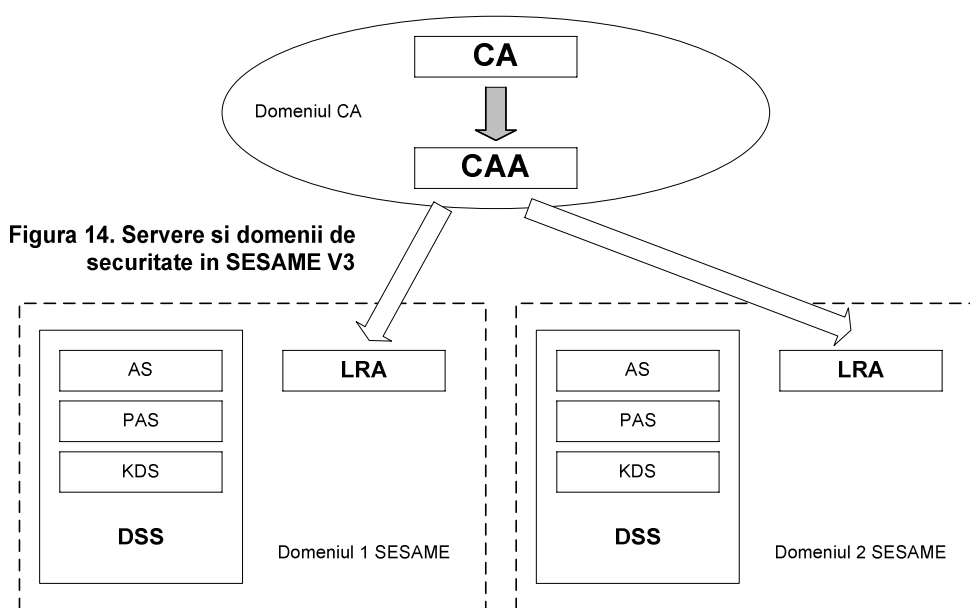 CA
Domeniul CA
CAA
Figura 14. Servere si domenii de
securitate in SESAME V3
AS
PAS
KDS
DSS
LRA
Domeniul 1 SESAME
AS
PAS
KDS
DSS
LRA
Domeniul 2 SESAME